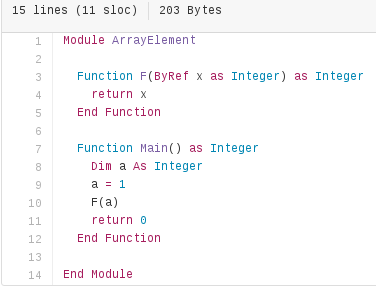 15 lines (11 sloc) 203 Bytes
1 Module ArrayElement
2
3 Function F(ByRef x as Integer) as Integer
4 return x
5 End Function
6
7 Function Main() as Integer
8 Dim a As Integer
9 a = 1
10 F(a)
11 return 0
12 End Function
13
14 End Module